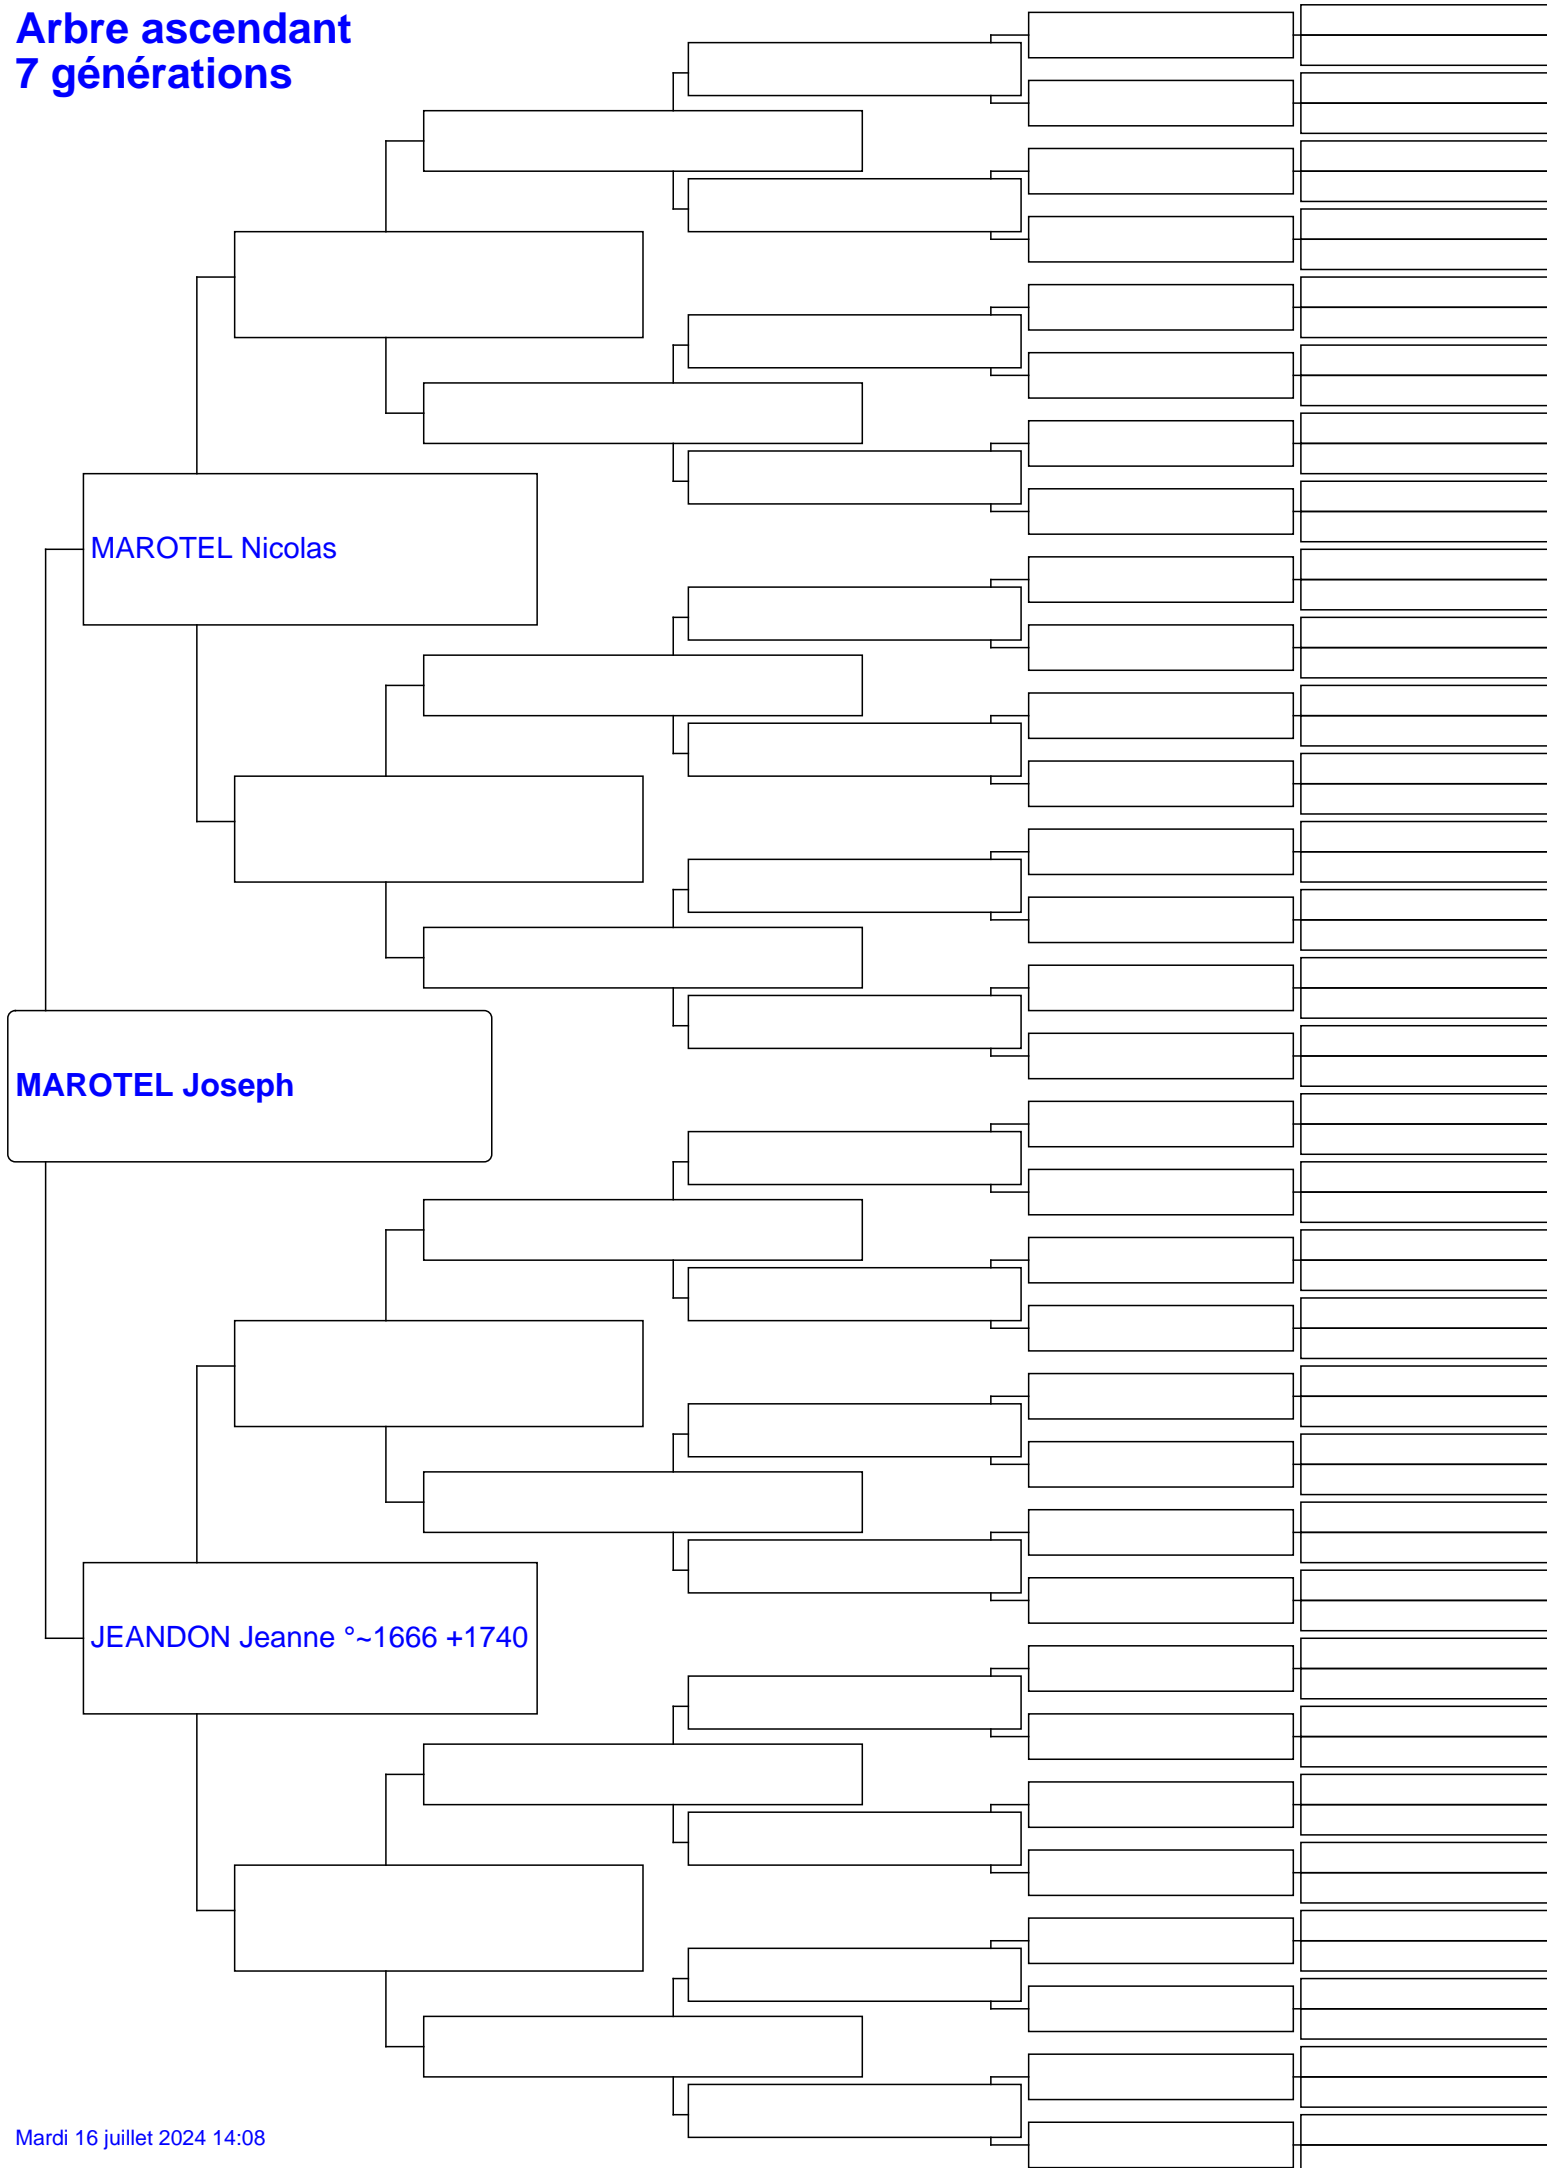 Arbre ascendant
7 générations
MAROTEL Nicolas
MAROTEL Joseph
JEANDON Jeanne °~1666 +1740
Mardi 16 juillet 2024 14:08